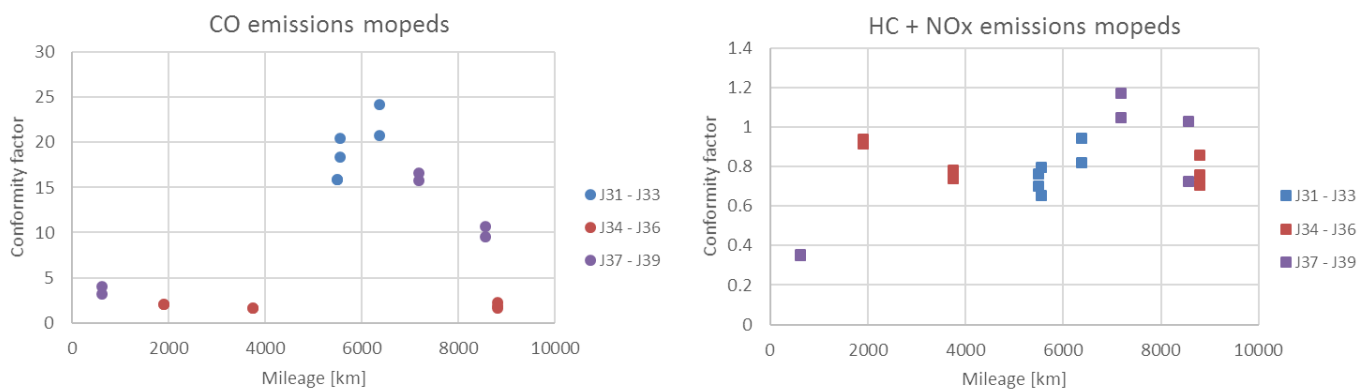 CO emissions mopeds
30
25
20
15
10
5
0
Conformity factor
0 2000 4000 6000 8000 10000
Mileage [km]
J31 - J33
J34 - J36
J37 - J39
HC + NOx emissions mopeds
1.4
1.2
1
0.8
0.6
0.4
0.2
0
Conformity factor
0 2000 4000 6000 8000 10000
Mileage [km]
J31 - J33
J34 - J36
J37 - J39